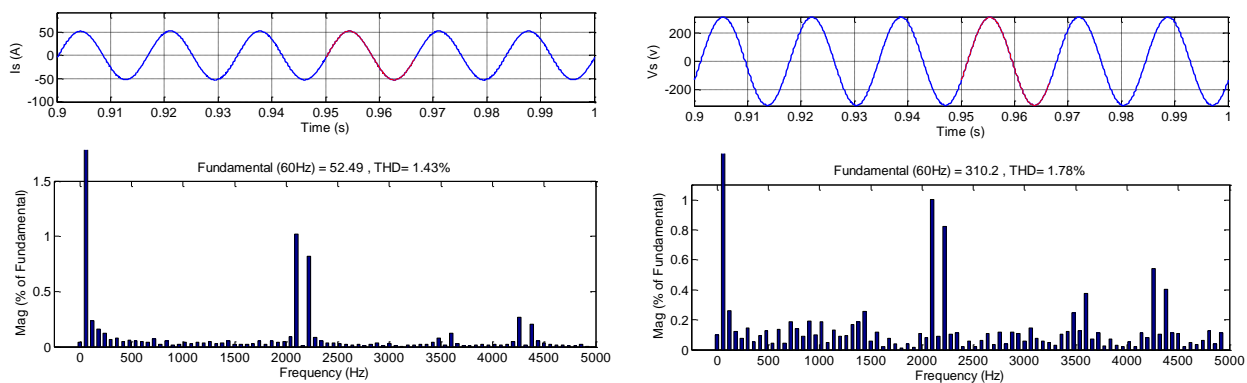 Is (A)
50
0
-50
-100
0.9 0.91 0.92 0.93 0.94 0.95 0.96 0.97 0.98 0.99 1
Time (s)
Fundamental (60Hz) = 52.49 , THD= 1.43%
Mag (% of Fundamental)
1.5
1
0.5
0
0 500 1000 1500 2000 2500 3000 3500 4000 4500 5000
Frequency (Hz)
Vs (v)
200
0
-200
0.9 0.91 0.92 0.93 0.94 0.95 0.96 0.97 0.98 0.99 1
Time (s)
Fundamental (60Hz) = 310.2 , THD= 1.78%
Mag (% of Fundamental)
1
0.8
0.6
0.4
0.2
0
0 500 1000 1500 2000 2500 3000 3500 4000 4500 5000
Frequency (Hz)